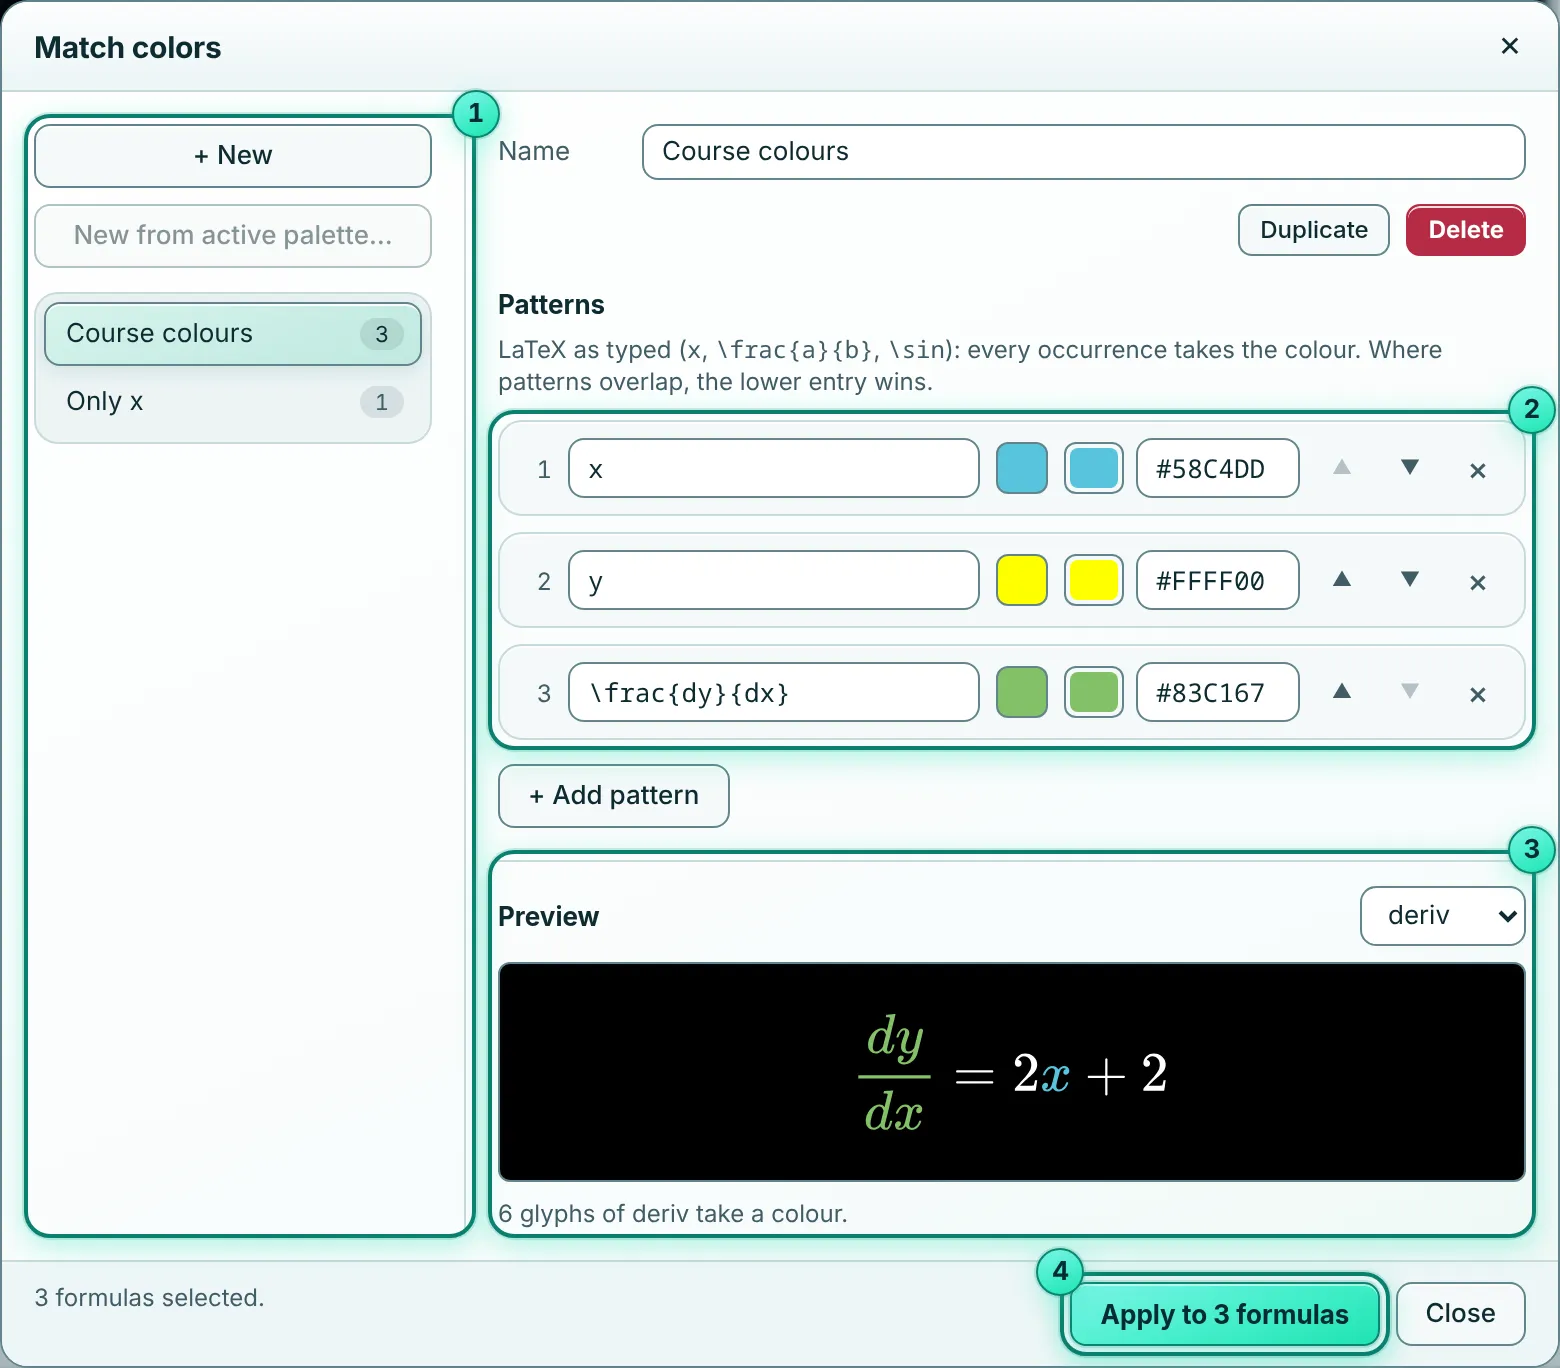 Match colors
×
1
+ New
New from active palette...
Course colours 3
Only x 1
Name Course colours
Duplicate Delete
Patterns
LaTeX as typed (x, \frac{a}{b}, \sin): every occurrence takes the colour. Where
patterns overlap, the lower entry wins.
2
1 x #58C4DD ▲ ▼ ×
2 y #FFFF00 ▲ ▼ ×
3 \frac{dy}{dx} #83C167 ▲ ▼ ×
+ Add pattern
3
Preview deriv
dy
dx
= 2x + 2
6 glyphs of deriv take a colour.
3 formulas selected.
4
Apply to 3 formulas Close